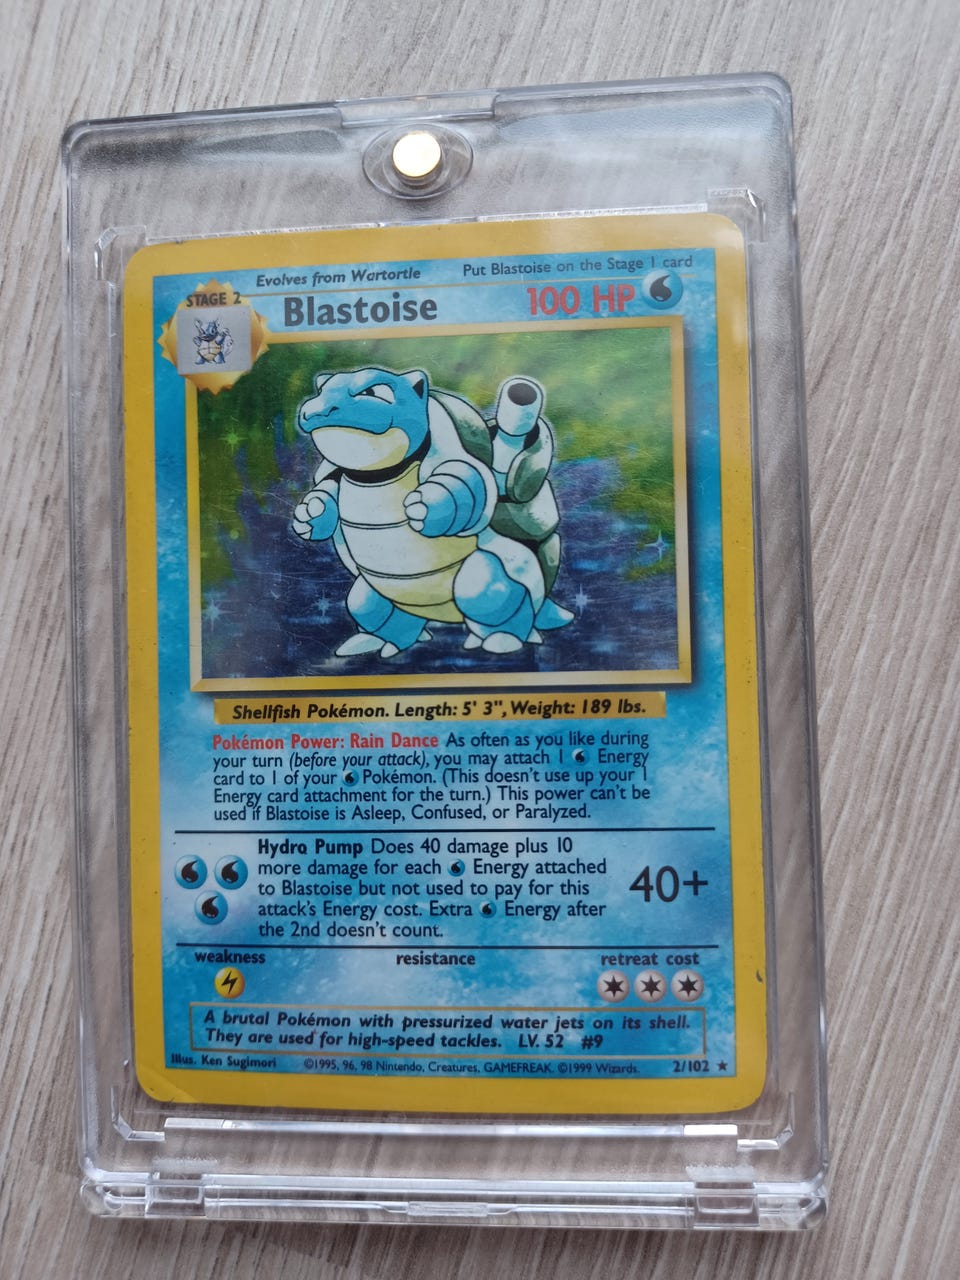 Evolves from Wartortle Put Blastoise on the Stage 1 card
STAGE 2 Blastoise 100 HP
Shellfish Pokémon. Length: 5' 3", Weight: 189 lbs.
Pokémon Power: Rain Dance As often as you like during
your turn (before your attack), you may attach 1 Energy
card to 1 of your Pokémon. (This doesn't use up your 1
Energy card attachment for the turn.) This power can't be
used if Blastoise is Asleep, Confused, or Paralyzed.
Hydro Pump Does 40 damage plus 10
more damage for each Energy attached
to Blastoise but not used to pay for this
attack's Energy cost. Extra Energy after
the 2nd doesn't count.
40+
weakness resistance retreat cost
A brutal Pokémon with pressurized water jets on its shell.
They are used for high-speed tackles. LV. 52 #9
Illus. Ken Sugimori ©1995, 96, 98 Nintendo, Creatures, GAMEFREAK. ©1999 Wizards. 2/102 ★